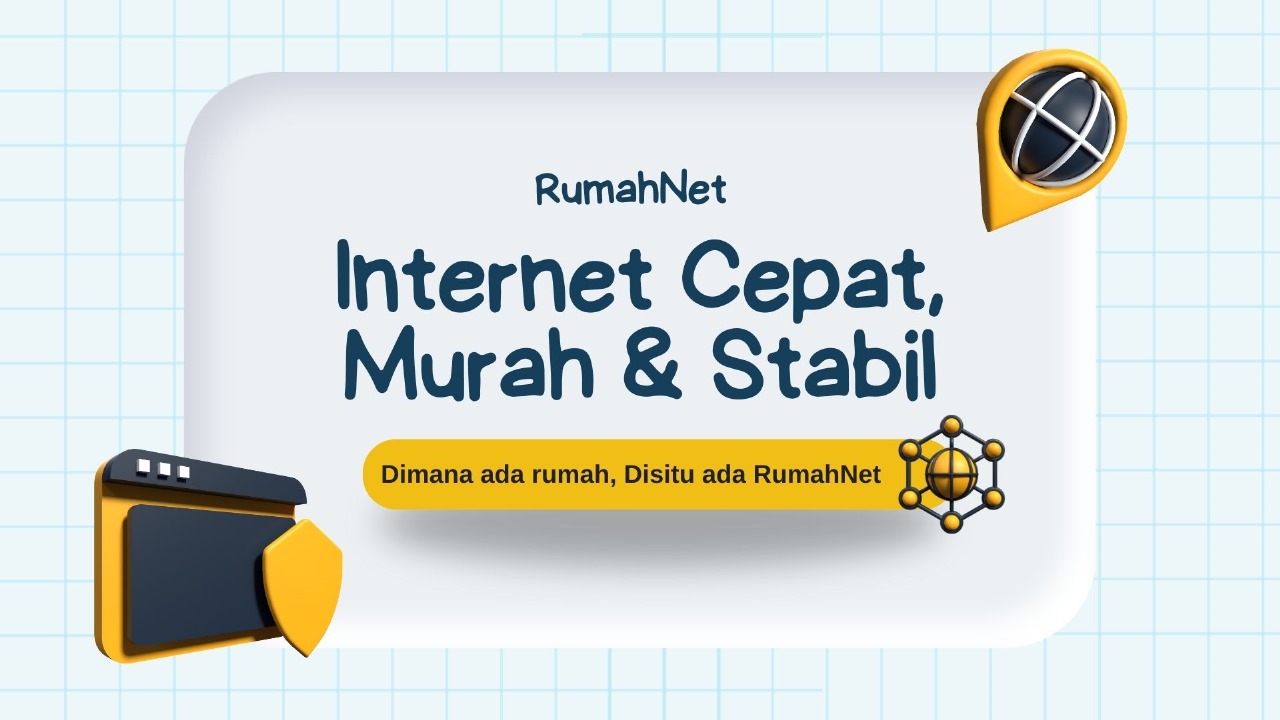 RumahNet
Internet Cepat,
Murah & Stabil
Dimana ada rumah, Disitu ada RumahNet